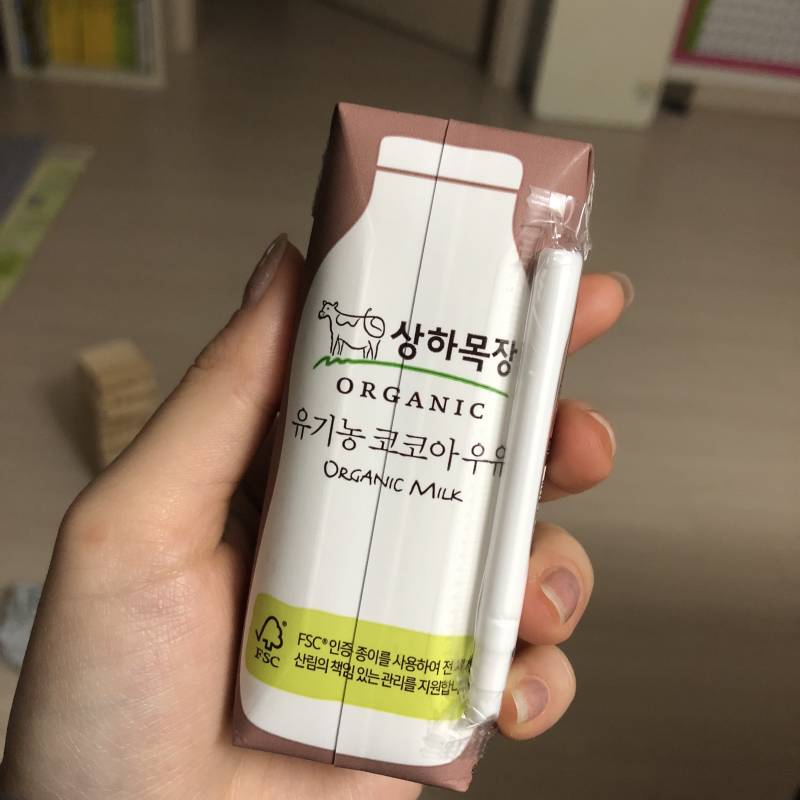 상하목장
ORGANIC
유기농 코코아 우유
ORGANIC MILK
FSC® 인증 종이를 사용하여 전
FSC
산림의 책임 있는 관리를 지원합니